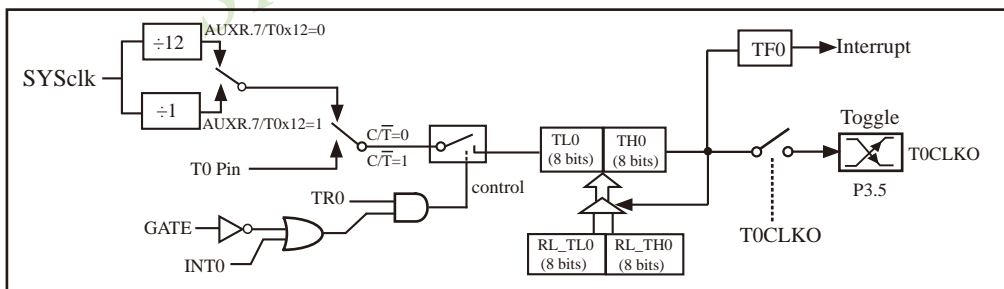 AUXR.7/T0x12=0
÷12
SYSclk
÷1
AUXR.7/T0x12=1
C/T̅=0
C/T̅=1
T0 Pin
TR0
control
GATE
INT0
TL0
(8 bits)
TH0
(8 bits)
RL_TL0
(8 bits)
RL_TH0
(8 bits)
TF0
Interrupt
Toggle
T0CLKO
P3.5
T0CLKO